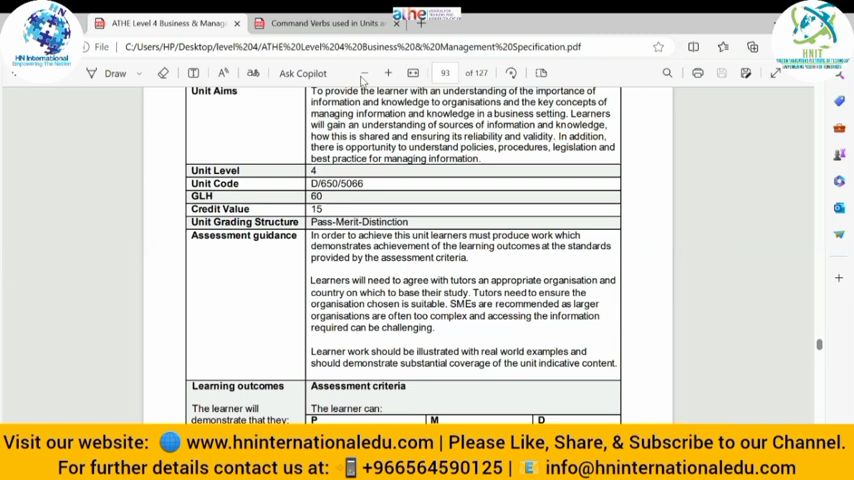 ATHE Level 4 Business & Manage
Command Verbs used in Units a
athe
HN International
Empowering The Nation
HNIT
File
C:/Users/HP/Desktop/level%204/ATHE%20Level%204%20Business%20&%20Management%20Specification.pdf
Draw
Ask Copilot
93 of 127
Unit Aims
To provide the learner with an understanding of the importance of
information and knowledge to organisations and the key concepts of
managing information and knowledge in a business setting. Learners
will gain an understanding of sources of information and knowledge,
how this is shared and ensuring its reliability and validity. In addition,
there is opportunity to understand policies, procedures, legislation and
best practice for managing information.
Unit Level 4
Unit Code D/650/5066
GLH 60
Credit Value 15
Unit Grading Structure Pass-Merit-Distinction
Assessment guidance
In order to achieve this unit learners must produce work which
demonstrates achievement of the learning outcomes at the standards
provided by the assessment criteria.
Learners will need to agree with tutors an appropriate organisation and
country on which to base their study. Tutors need to ensure the
organisation chosen is suitable. SMEs are recommended as larger
organisations are often too complex and accessing the information
required can be challenging.
Learner work should be illustrated with real world examples and
should demonstrate substantial coverage of the unit indicative content.
Learning outcomes Assessment criteria
The learner will The learner can:
demonstrate that they: P M D
Visit our website: www.hninternationaledu.com | Please Like, Share, & Subscribe to our Channel.
For further details contact us at: +966564590125 | info@hninternationaledu.com